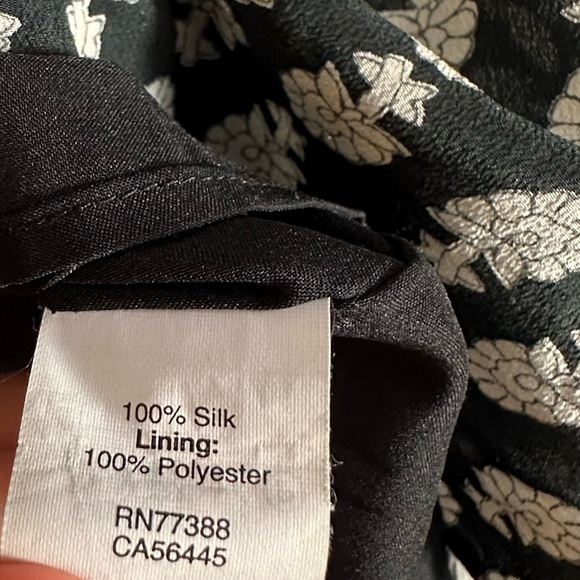 100% Silk
Lining:
100% Polyester
RN77388
CA56445